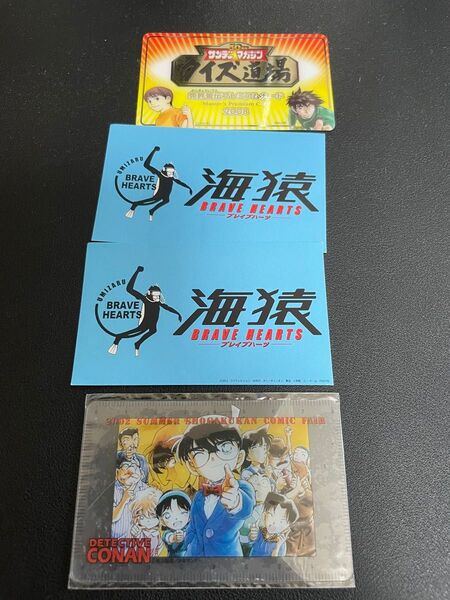 サンデー マガジン
クイズ道場
2008
UMIZARU
BRAVE
HEARTS
海猿
BRAVE HEARTS
ブレイブハーツ
UMIZARU
BRAVE
HEARTS
海猿
BRAVE HEARTS
ブレイブハーツ
2002 SUMMER SHOGAKUKAN COMIC FAIR
DETECTIVE
CONAN